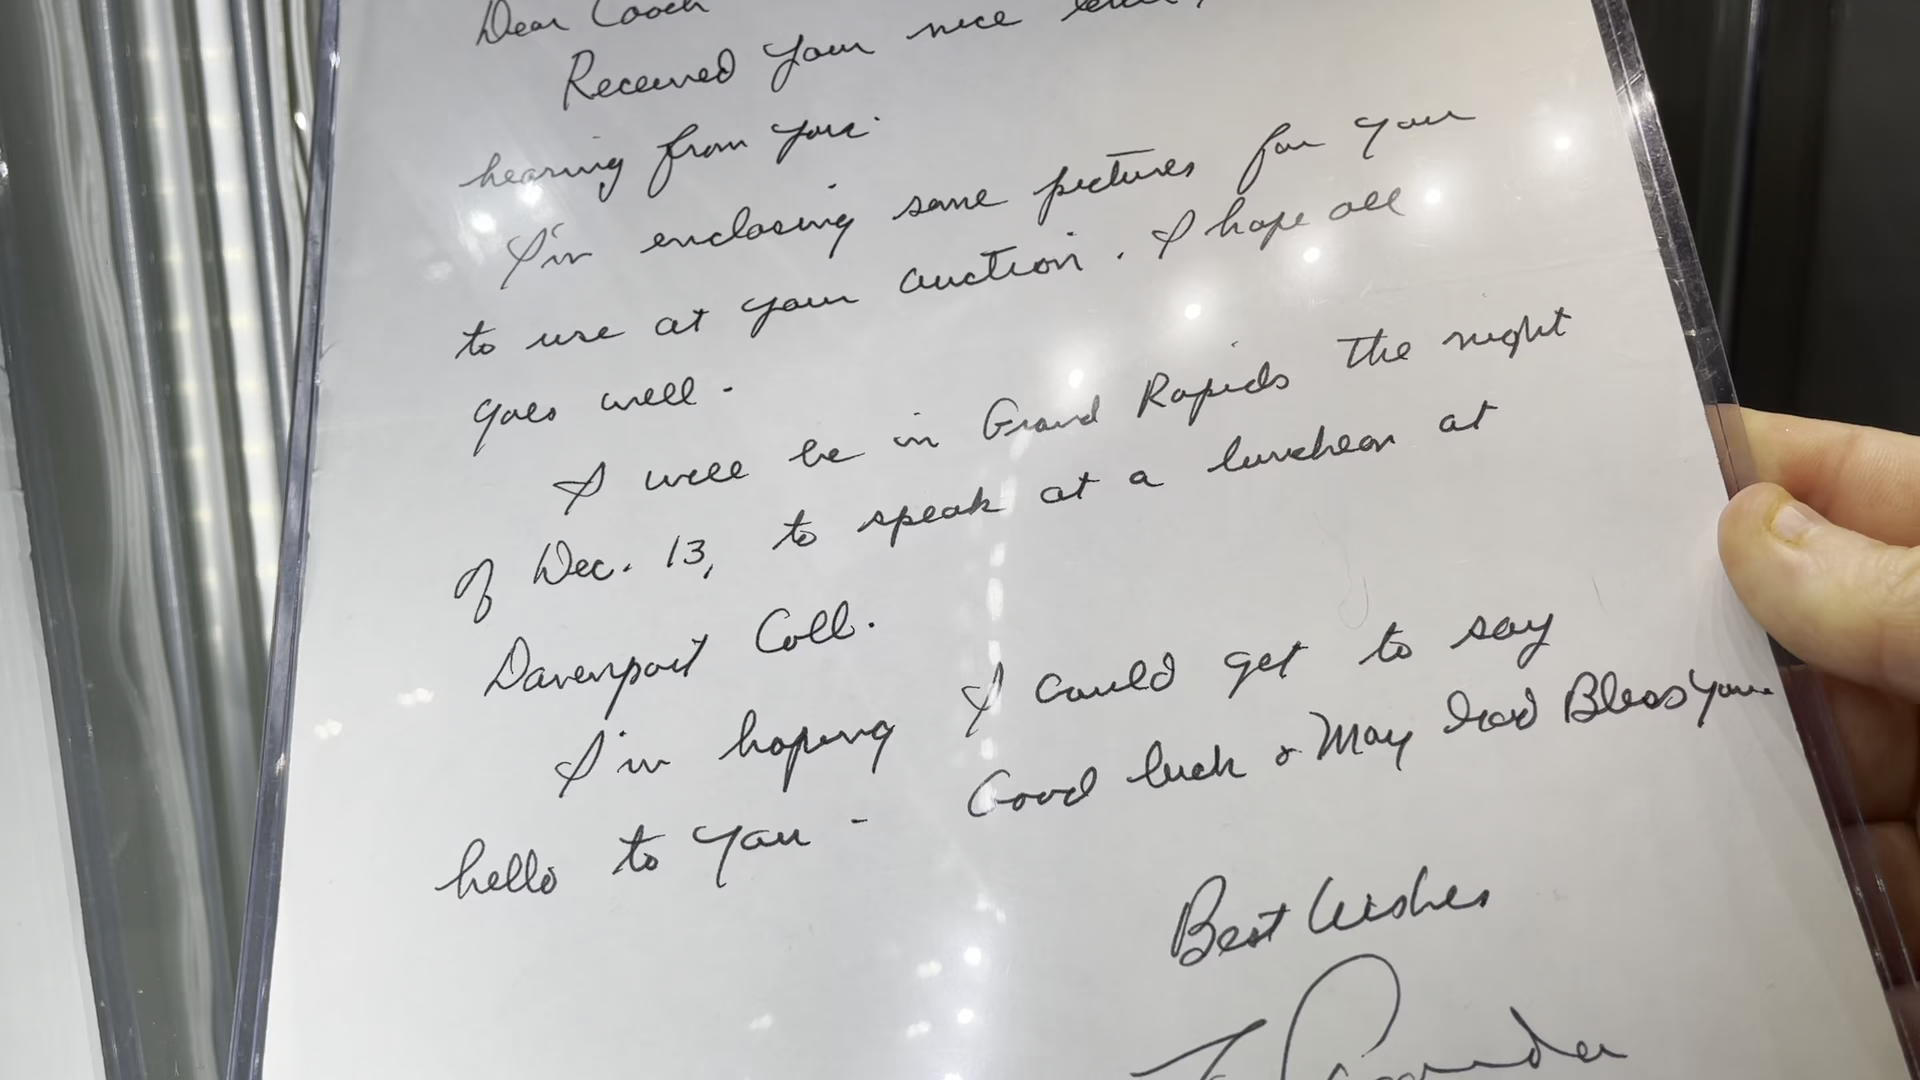 Dear Coach
Received your nice letter,
hearing from you.
I'm enclosing some pictures for you
to use at your auction. I hope all
goes well -
I will be in Grand Rapids the night
of Dec. 13, to speak at a luncheon at
Davenport Coll.
I'm hoping I could get to say
hello to you - Good luck & May God Bless You.
Best Wishes